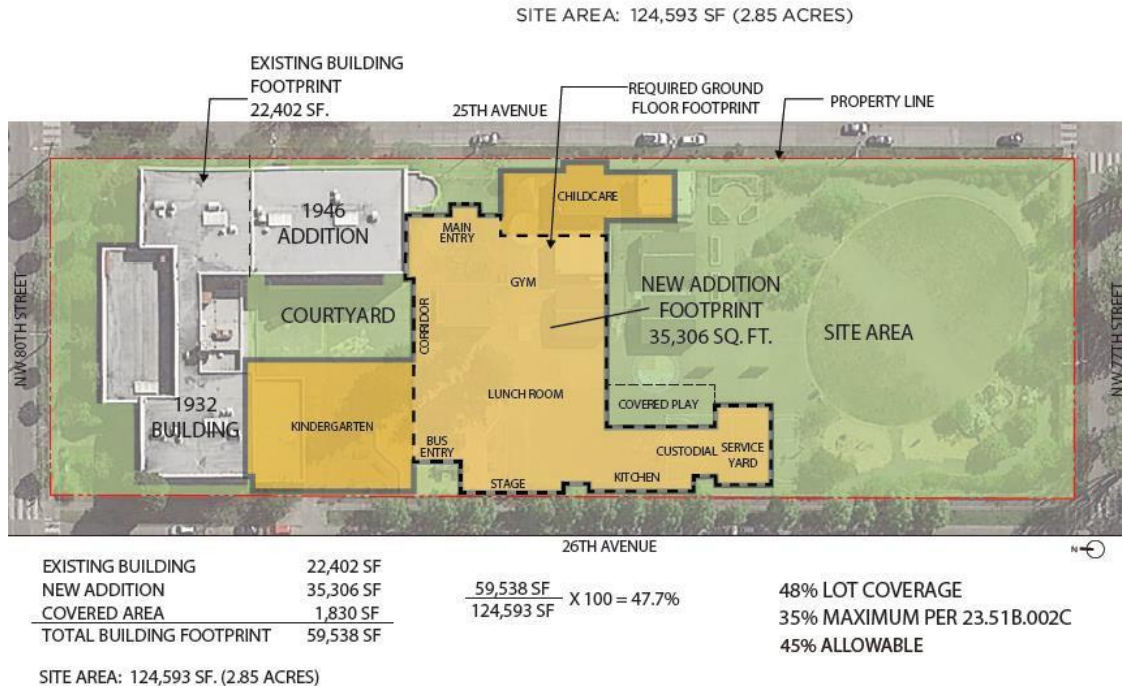 SITE AREA: 124,593 SF (2.85 ACRES)
EXISTING BUILDING
FOOTPRINT
22,402 SF.
25TH AVENUE
REQUIRED GROUND
FLOOR FOOTPRINT
PROPERTY LINE
CHILDCARE
1946
ADDITION
MAIN
ENTRY
GYM
NEW ADDITION
FOOTPRINT
35,306 SQ. FT.
COURTYARD
CORRIDOR
SITE AREA
NW 80TH STREET
NW 77TH STREET
LUNCH ROOM
COVERED PLAY
1932
BUILDING
KINDERGARTEN
BUS
ENTRY
CUSTODIAL
SERVICE
YARD
KITCHEN
STAGE
26TH AVENUE
N
EXISTING BUILDING 22,402 SF
NEW ADDITION 35,306 SF
COVERED AREA 1,830 SF
TOTAL BUILDING FOOTPRINT 59,538 SF
59,538 SF
124,593 SF
X 100 = 47.7%
48% LOT COVERAGE
35% MAXIMUM PER 23.51B.002C
45% ALLOWABLE
SITE AREA: 124,593 SF. (2.85 ACRES)